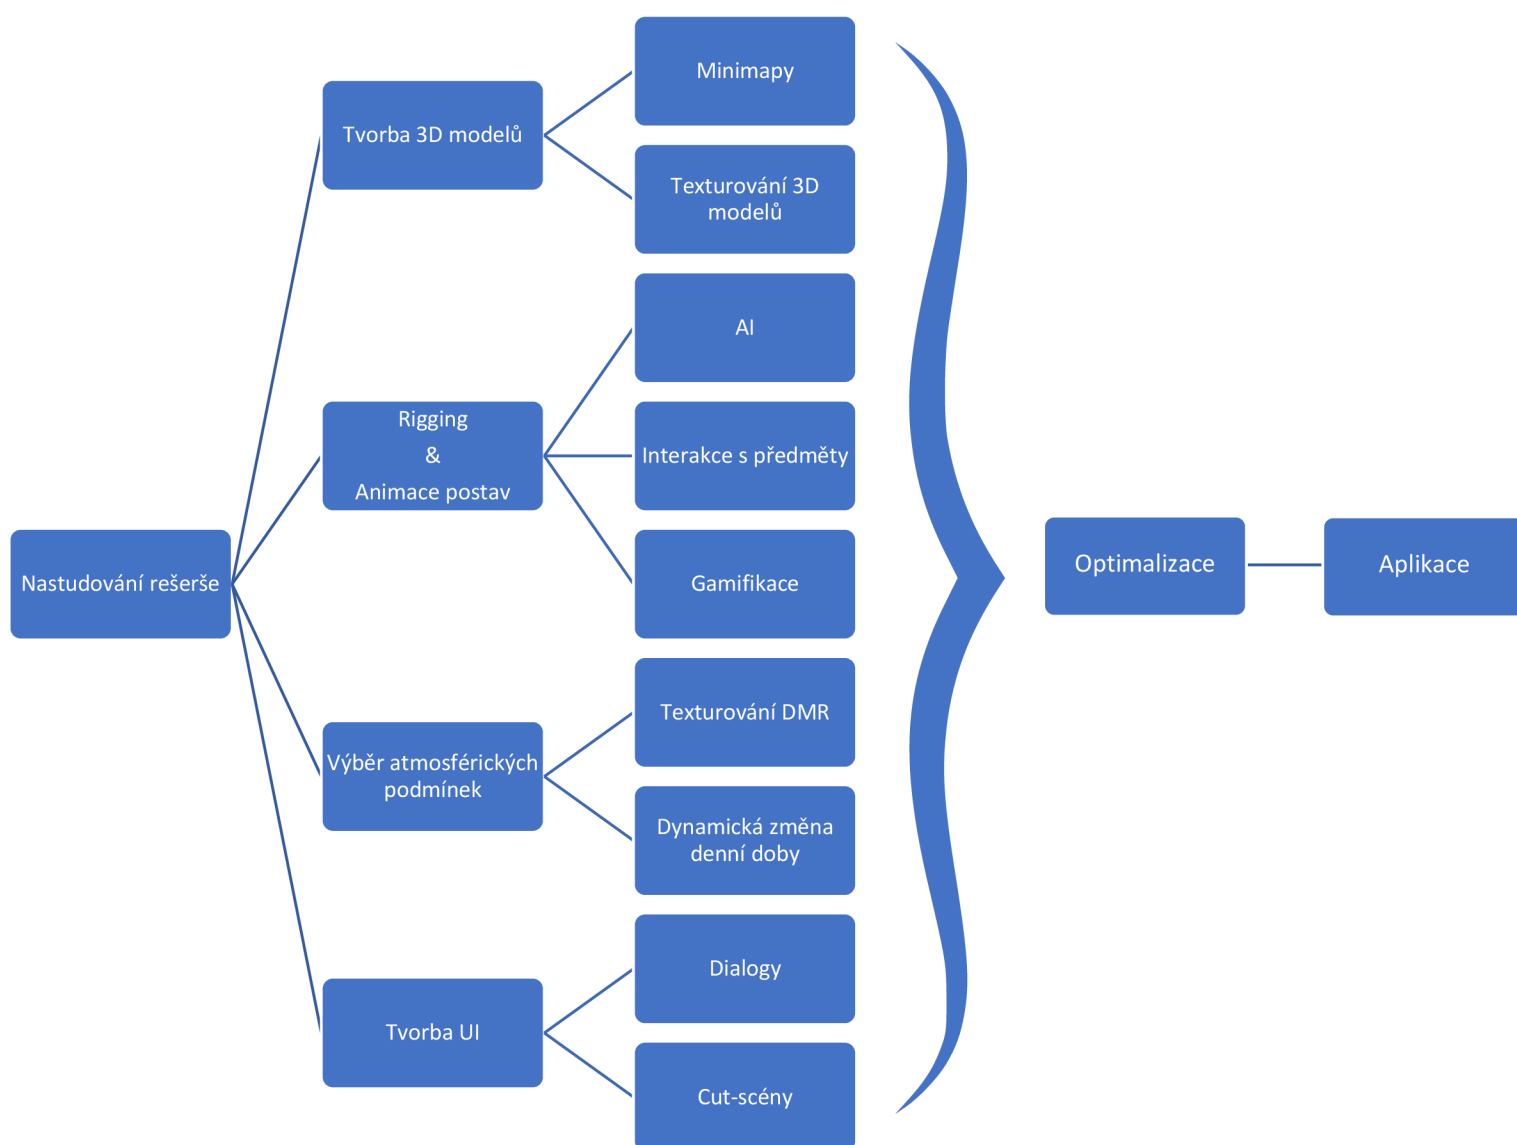 Nastudování rešerše
Tvorba 3D modelů
Minimapy
Texturování 3D
modelů
Rigging
&
Animace postav
AI
Interakce s předměty
Gamifikace
Výběr atmosférických
podmínek
Texturování DMR
Dynamická změna
denní doby
Tvorba UI
Dialogy
Cut-scény
Optimalizace
Aplikace